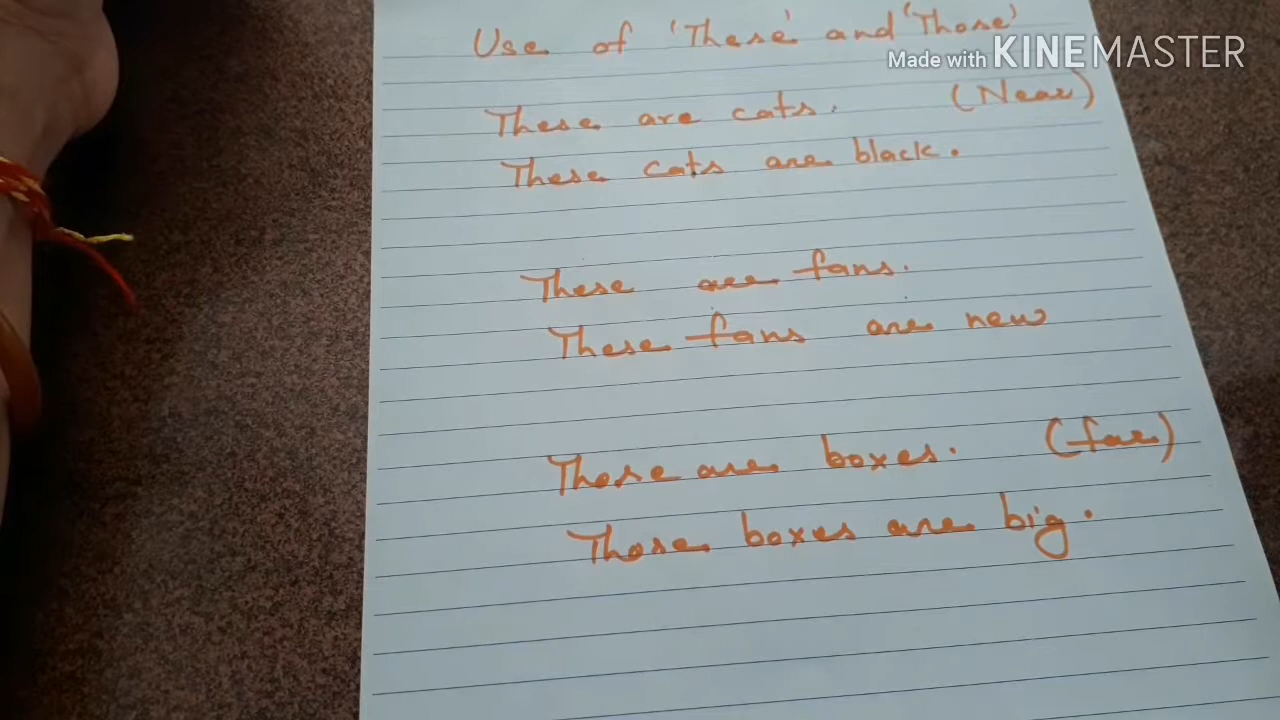 Use of 'These' and 'Those'
Made with KINEMASTER
These are cats. (Near)
These cats are black.
These are fans.
These fans are new
Those are boxes. (far)
Those boxes are big.